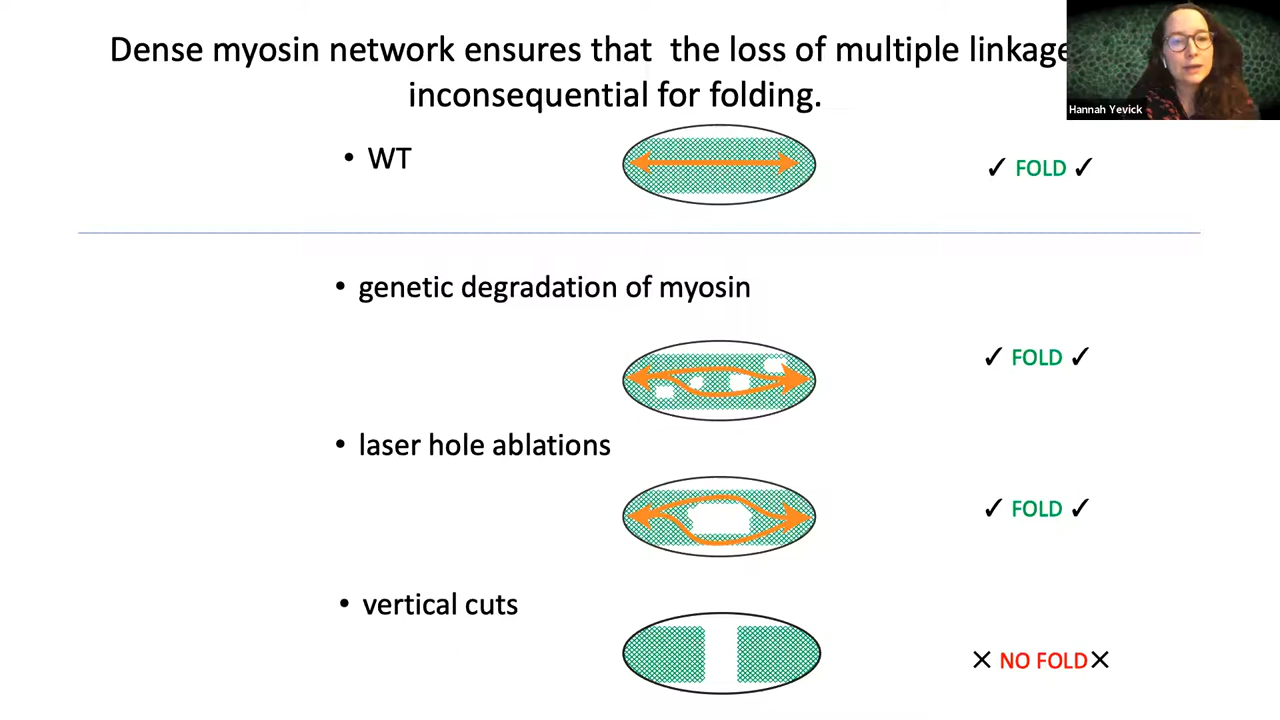 Dense myosin network ensures that the loss of multiple
inconsequential for folding.
Hannah Yevick
• WT
✓ FOLD ✓
• genetic degradation of myosin
✓ FOLD ✓
• laser hole ablations
✓ FOLD ✓
• vertical cuts
✕ NO FOLD ✕